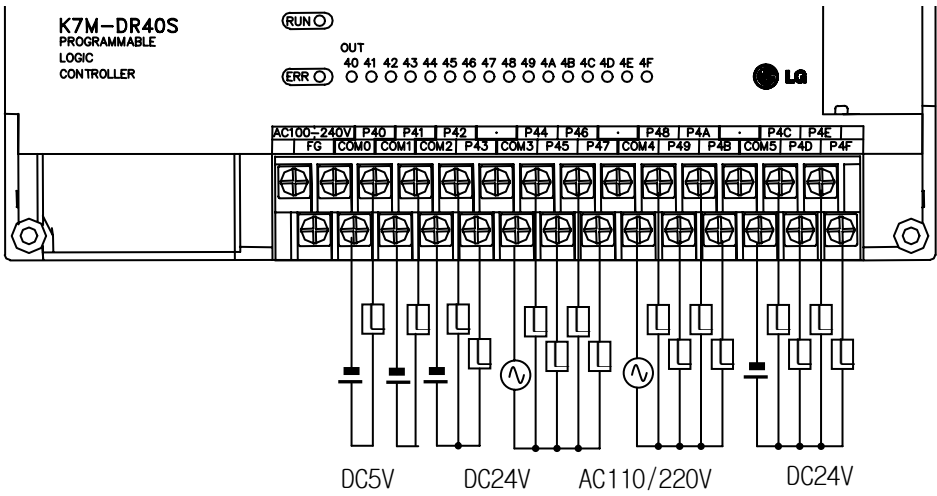 K7M-DR40S
PROGRAMMABLE
LOGIC
CONTROLLER
RUN
ERR
OUT
40 41 42 43 44 45 46 47 48 49 4A 4B 4C 4D 4E 4F
LG
AC100-240V P40 P41 P42 · P44 P46 · P48 P4A · P4C P4E
FG COM0 COM1 COM2 P43 COM3 P45 P47 COM4 P49 P4B COM5 P4D P4F
DC5V DC24V AC110/220V DC24V